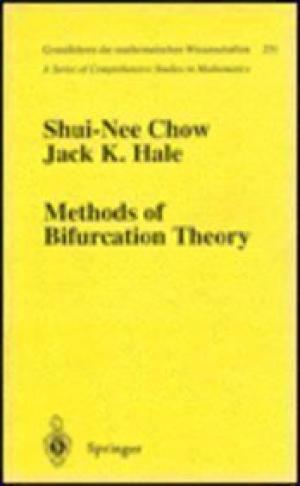 Grundlehren der mathematischen Wissenschaften 251
A Series of Comprehensive Studies in Mathematics
Shui-Nee Chow
Jack K. Hale
Methods of
Bifurcation Theory
Springer